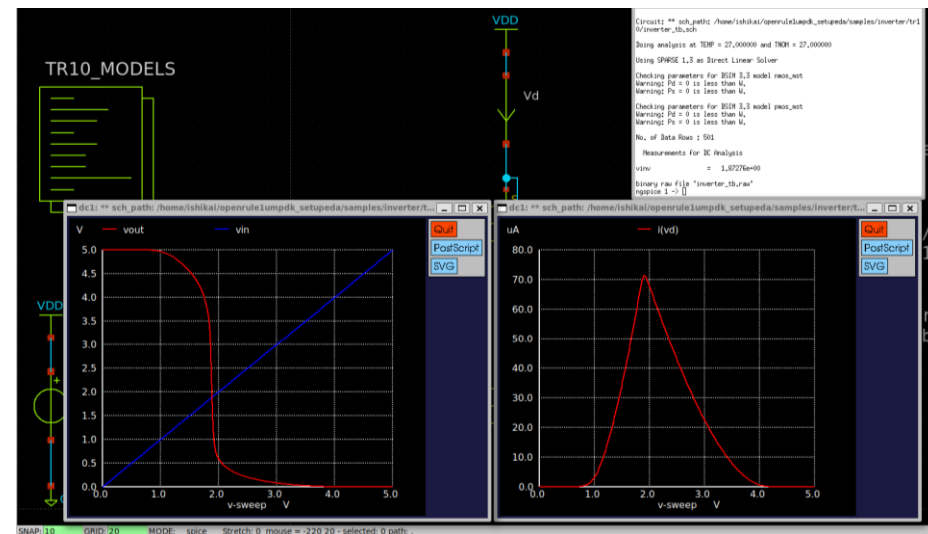 VDD
TR10_MODELS
Vd
VDD
Circuit: ** sch_path: /home/ishikai/openrule1umpdk_setupeda/samples/inverter/tr1
0/inverter_tb.sch
Doing analysis at TEMP = 27.000000 and TNOM = 27.000000
Using SPARSE 1.3 as Direct Linear Solver
Checking parameters for BSIM 3.3 model nmos_mst
Warning: Pd = 0 is less than W.
Warning: Ps = 0 is less than W.
Checking parameters for BSIM 3.3 model pmos_mst
Warning: Pd = 0 is less than W.
Warning: Ps = 0 is less than W.
No. of Data Rows : 501
Measurements for DC Analysis
vinv = 1.87276e+00
binary raw file "inverter_tb.raw"
ngspice 1 ->
dc1: ** sch_path: /home/ishikai/openrule1umpdk_setupeda/samples/inverter/t...
V vout vin
Quit
PostScript
SVG
5.0
4.5
4.0
3.5
3.0
2.5
2.0
1.5
1.0
0.5
0.0
0.0 1.0 2.0 3.0 4.0 5.0
v-sweep V
dc1: ** sch_path: /home/ishikai/openrule1umpdk_setupeda/samples/inverter/t...
uA i(vd)
Quit
PostScript
SVG
80.0
70.0
60.0
50.0
40.0
30.0
20.0
10.0
0.0
0.0 1.0 2.0 3.0 4.0 5.0
v-sweep V
SNAP: 10 GRID: 20 MODE: spice Stretch: 0 mouse = -220 20 - selected: 0 path: .